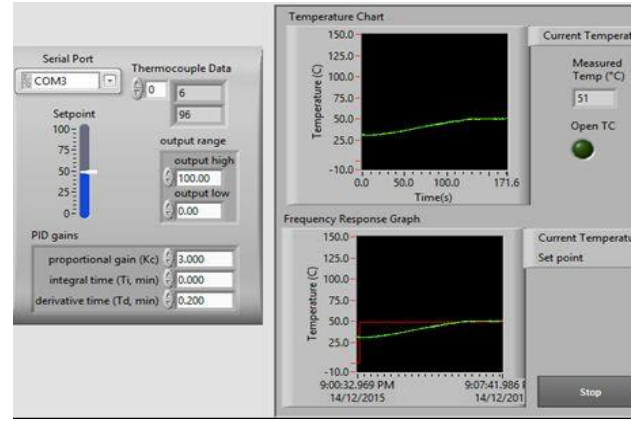 Serial Port
COM3
Thermocouple Data
0
6
96
Setpoint
100
75
50
25
0
output range
output high
100.00
output low
0.00
PID gains
proportional gain (Kc) 3.000
integral time (Ti, min) 0.000
derivative time (Td, min) 0.200
Temperature Chart
150.0
125.0
100.0
75.0
50.0
25.0
-10.0
Temperature (C)
0.0 50.0 100.0 171.6
Time(s)
Current Temperat
Measured
Temp (°C)
51
Open TC
Frequency Response Graph
150.0
125.0
100.0
75.0
50.0
25.0
-10.0
Temperature (C)
9:00:32.969 PM 9:07:41.986
14/12/2015 14/12/201
Current Temperatu
Set point
Stop